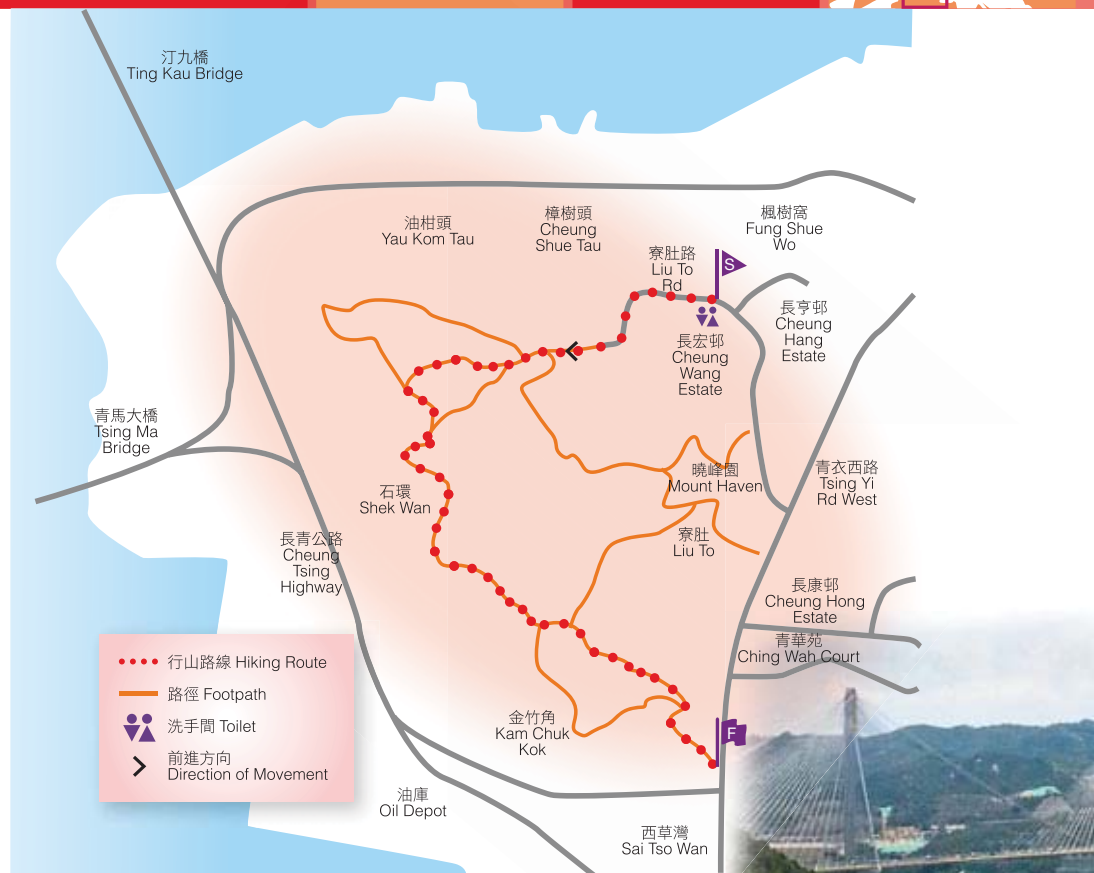 汀九橋
Ting Kau Bridge
油柑頭
Yau Kom Tau
樟樹頭
Cheung
Shue Tau
楓樹窩
Fung Shue
Wo
寮肚路
Liu To
Rd
S
長亨邨
Cheung
Hang
Estate
長宏邨
Cheung
Wang
Estate
青馬大橋
Tsing Ma
Bridge
石環
Shek Wan
曉峰園
Mount Haven
青衣西路
Tsing Yi
Rd West
長青公路
Cheung
Tsing
Highway
寮肚
Liu To
長康邨
Cheung Hong
Estate
青華苑
Ching Wah Court
行山路線 Hiking Route
路徑 Footpath
洗手間 Toilet
前進方向
Direction of Movement
金竹角
Kam Chuk
Kok
F
油庫
Oil Depot
西草灣
Sai Tso Wan